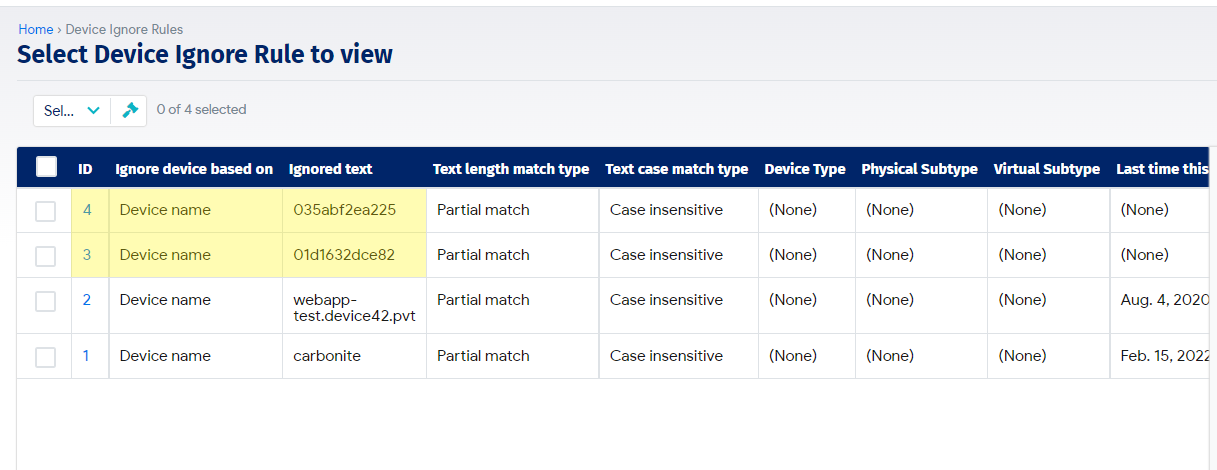 Home › Device Ignore Rules
Select Device Ignore Rule to view
Sel... 0 of 4 selected
ID Ignore device based on Ignored text Text length match type Text case match type Device Type Physical Subtype Virtual Subtype Last time this
4 Device name 035abf2ea225 Partial match Case insensitive (None) (None) (None) (None)
3 Device name 01d1632dce82 Partial match Case insensitive (None) (None) (None) (None)
2 Device name webapp- Partial match Case insensitive (None) (None) (None) Aug. 4, 2020
test.device42.pvt
1 Device name carbonite Partial match Case insensitive (None) (None) (None) Feb. 15, 2022